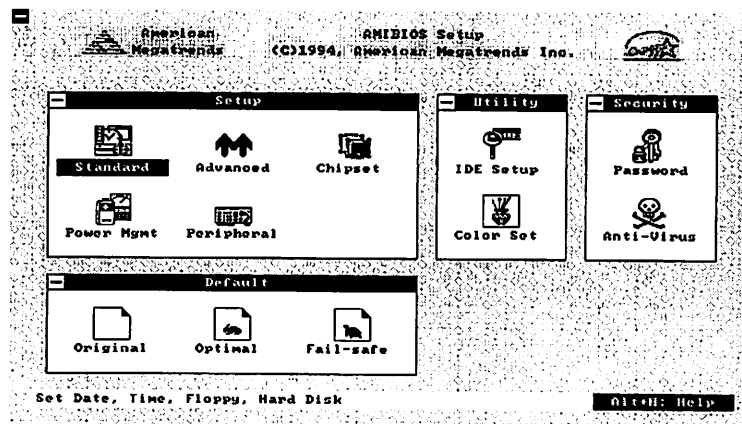 American
Megatrends
AMIBIOS Setup
(C)1994, American Megatrends Inc.
Setup
Standard
Advanced
Chipset
Power Mgmt
Peripheral
Utility
IDE Setup
Color Set
Security
Password
Anti-Virus
Default
Original
Optimal
Fail-safe
Set Date, Time, Floppy, Hard Disk
Alt+H: Help